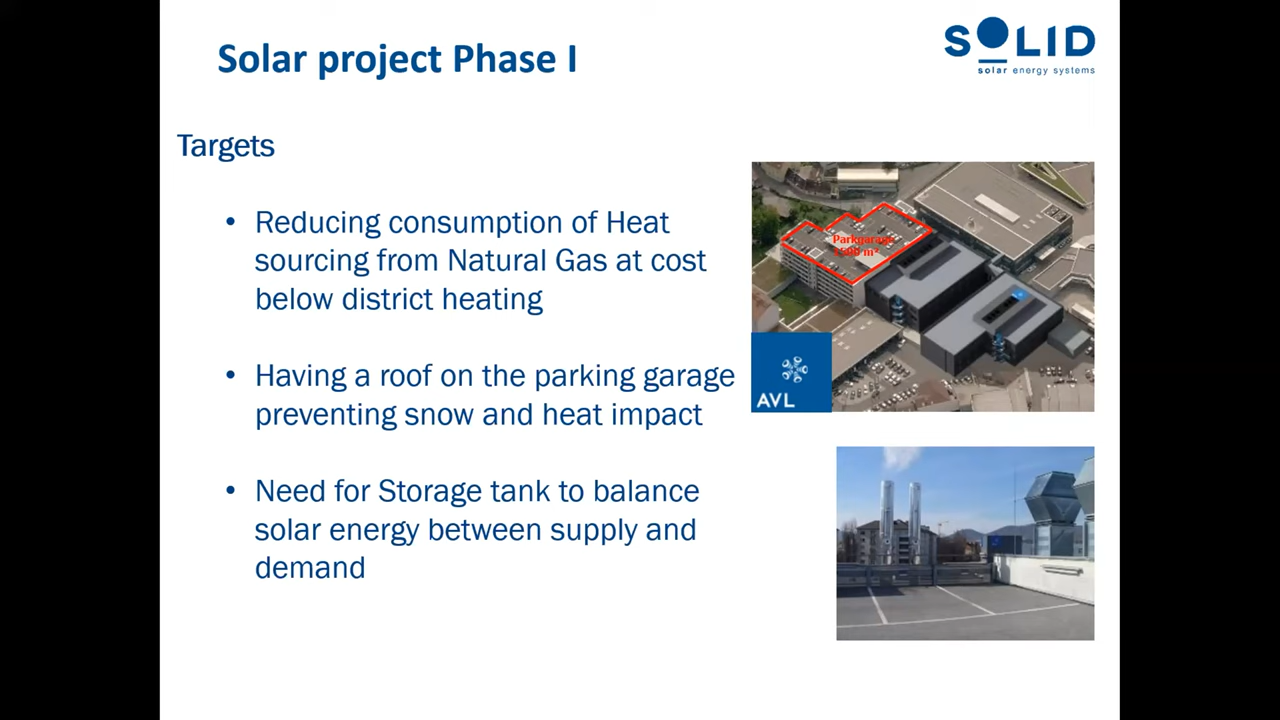 Solar project Phase I
SOLID
solar energy systems
Targets
• Reducing consumption of Heat
sourcing from Natural Gas at cost
below district heating
• Having a roof on the parking garage
preventing snow and heat impact
• Need for Storage tank to balance
solar energy between supply and
demand
Parkgarage
m²
AVL